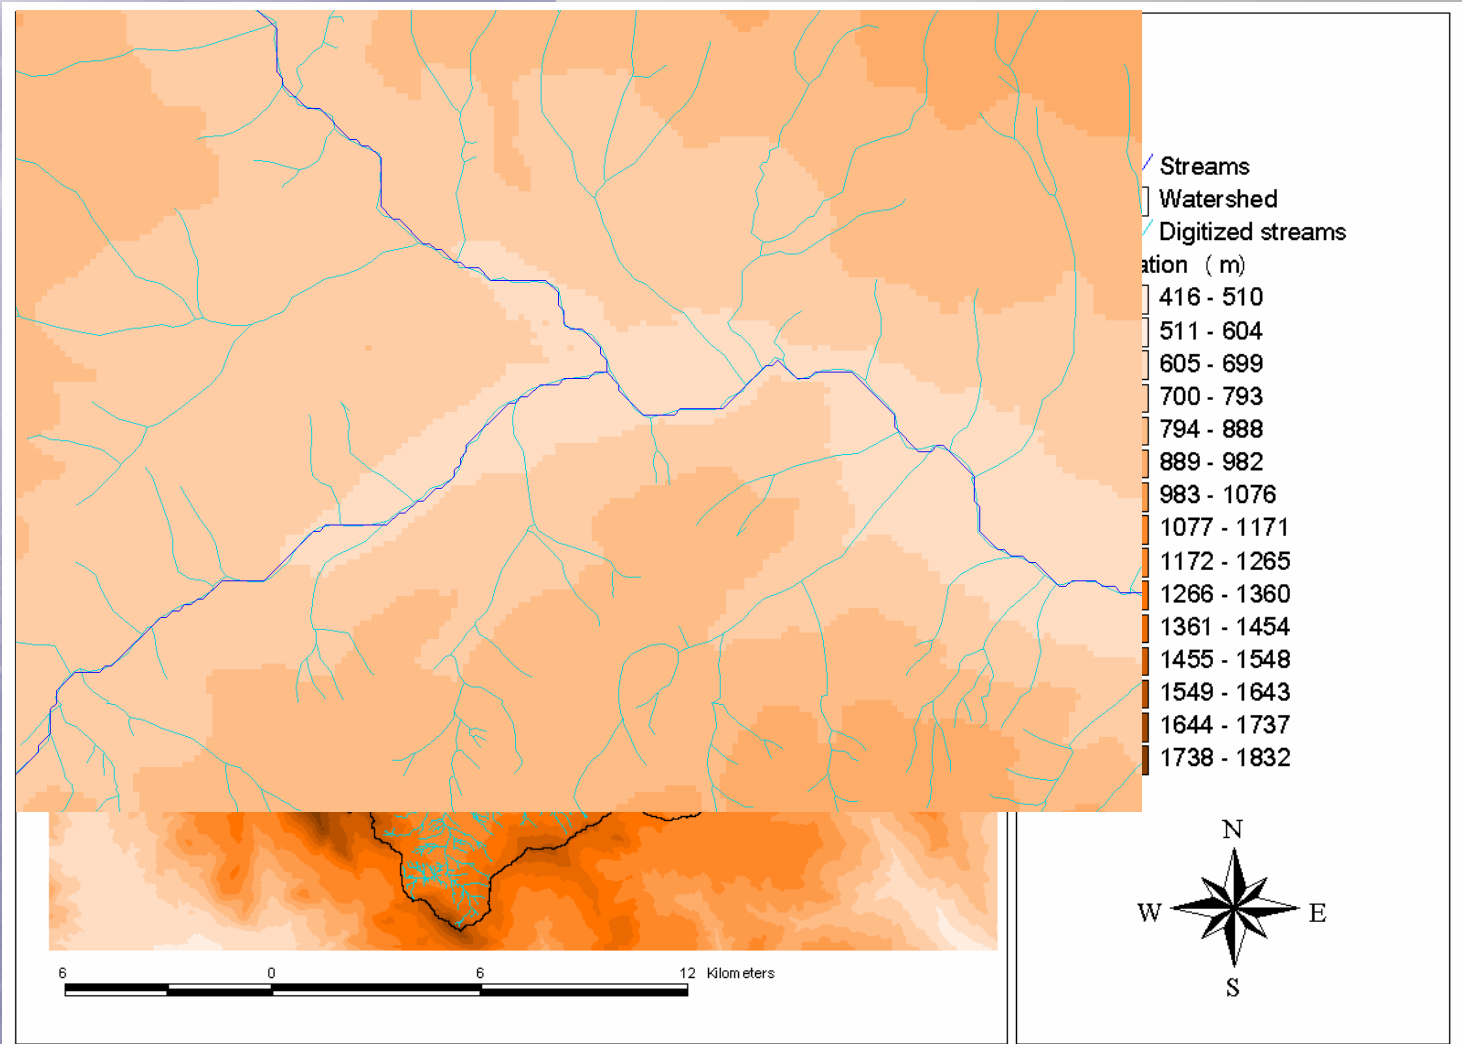 Streams
Watershed
Digitized streams
ation ( m)
416 - 510
511 - 604
605 - 699
700 - 793
794 - 888
889 - 982
983 - 1076
1077 - 1171
1172 - 1265
1266 - 1360
1361 - 1454
1455 - 1548
1549 - 1643
1644 - 1737
1738 - 1832
N
W E
S
6 0 6 12 Kilometers